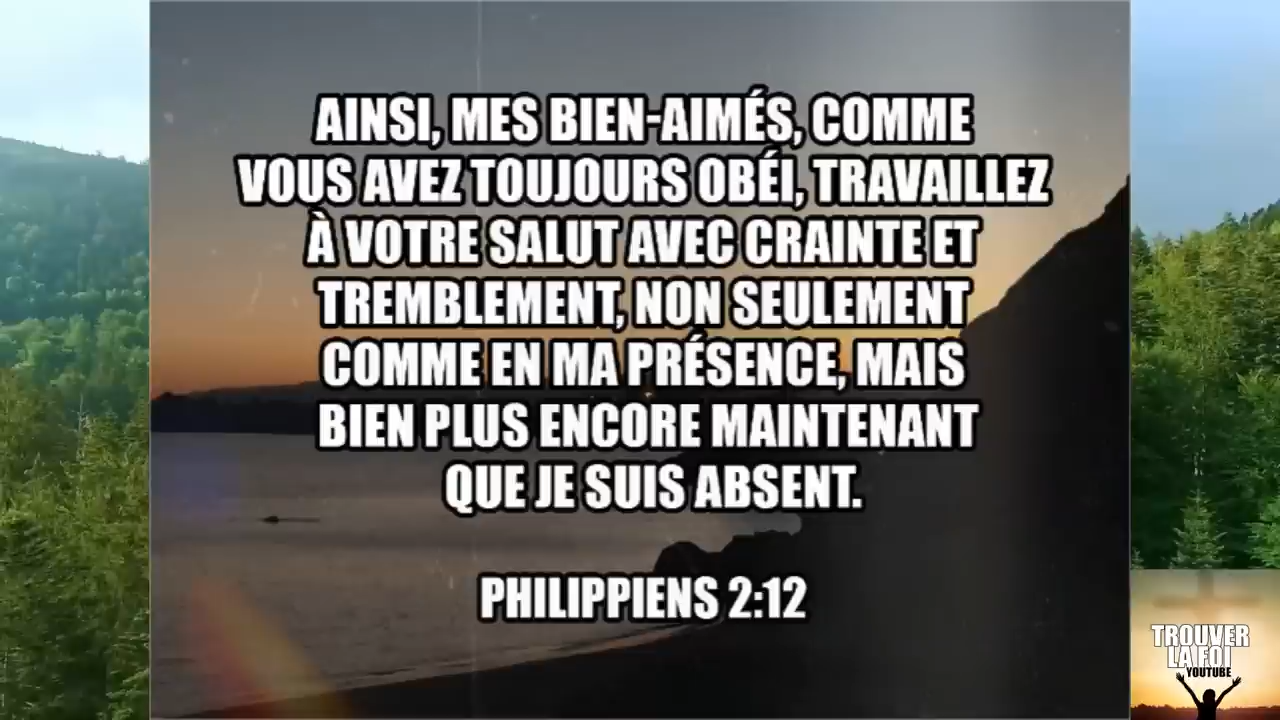 AINSI, MES BIEN-AIMÉS, COMME
VOUS AVEZ TOUJOURS OBÉI, TRAVAILLEZ
À VOTRE SALUT AVEC CRAINTE ET
TREMBLEMENT, NON SEULEMENT
COMME EN MA PRÉSENCE, MAIS
BIEN PLUS ENCORE MAINTENANT
QUE JE SUIS ABSENT.
PHILIPPIENS 2:12
TROUVER
LA FOI
YOUTUBE